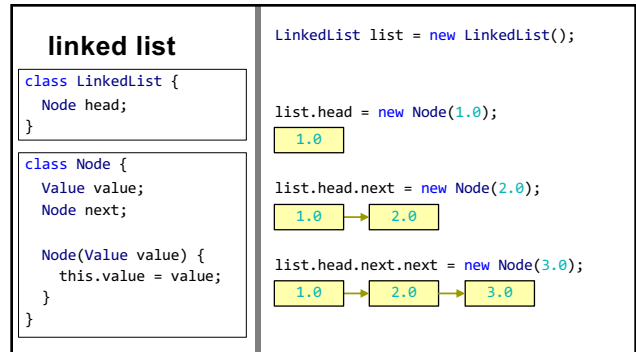 linked list
class LinkedList {
  Node head;
}
class Node {
  Value value;
  Node next;
  Node(Value value) {
    this.value = value;
  }
}
LinkedList list = new LinkedList();
list.head = new Node(1.0);
1.0
list.head.next = new Node(2.0);
1.0 2.0
list.head.next.next = new Node(3.0);
1.0 2.0 3.0